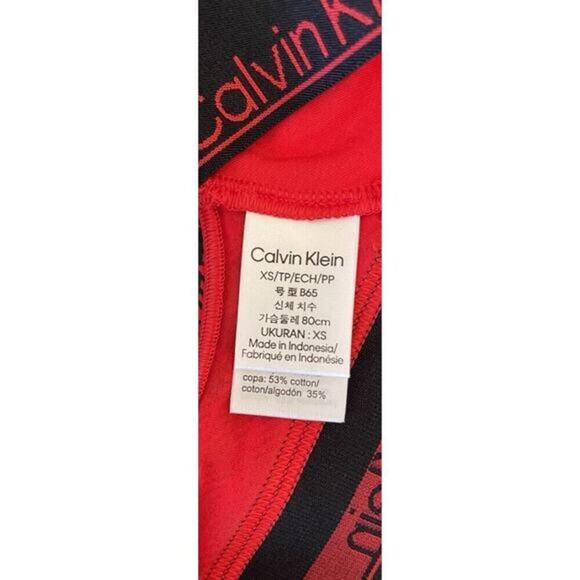 Calvin K
Calvin Klein
XS/TP/ECH/PP
号型 B65
신체 치수
가슴둘레 80cm
UKURAN : XS
Made in Indonesia/
Fabriqué en Indonésie
copa: 53% cotton/
coton/algodón 35%